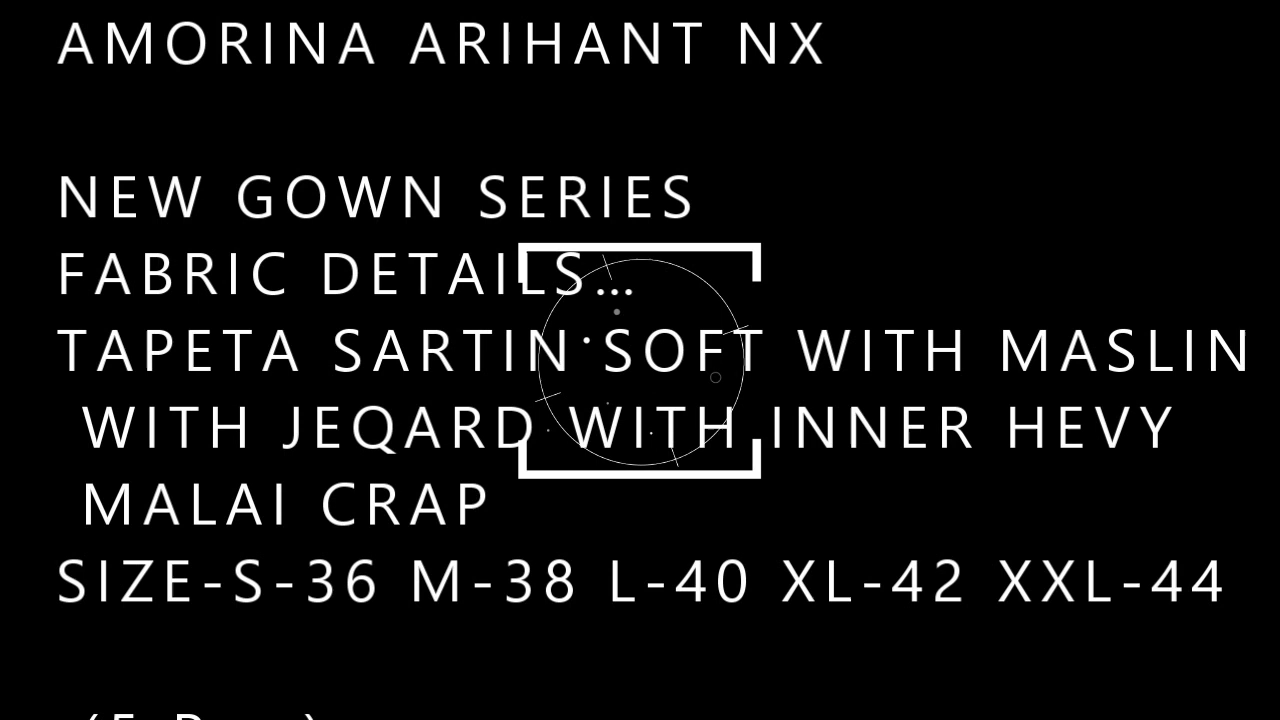 AMORINA ARIHANT NX
NEW GOWN SERIES
FABRIC DETAILS...
TAPETA SARTIN SOFT WITH MASLIN
WITH JEQARD WITH INNER HEVY
MALAI CRAP
SIZE-S-36 M-38 L-40 XL-42 XXL-44